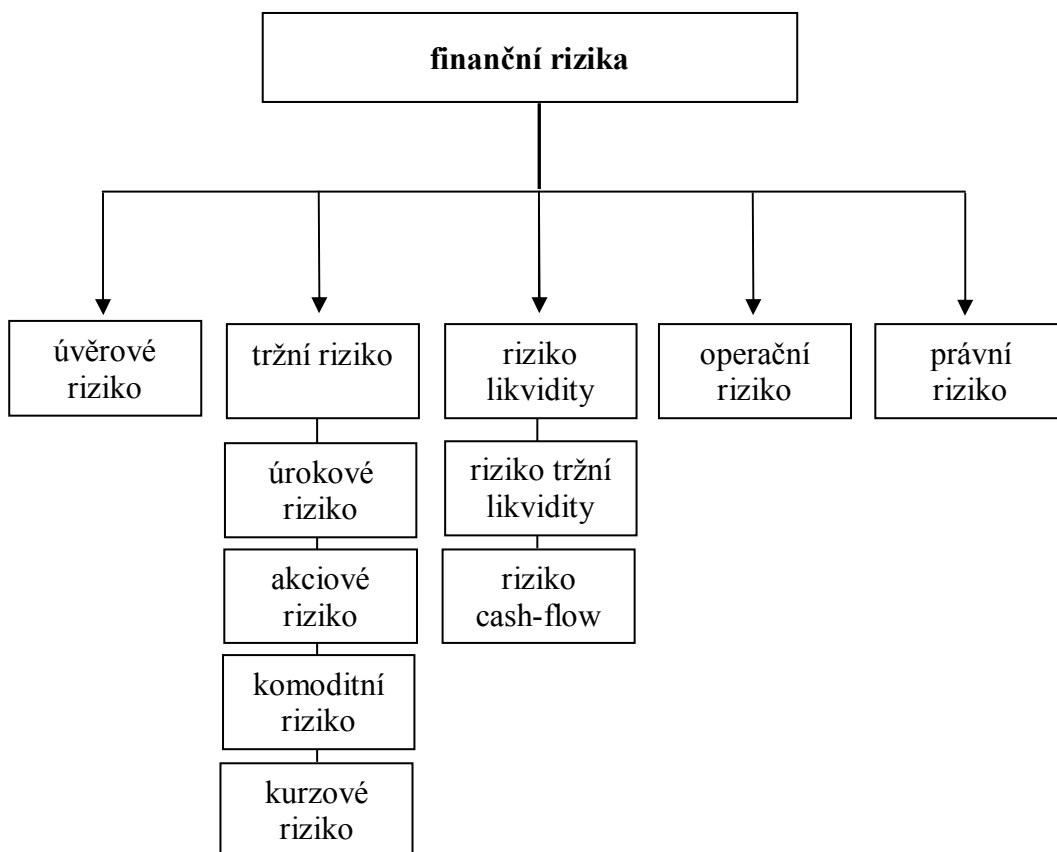 finanční rizika
úvěrové
riziko
tržní riziko
riziko
likvidity
operační
riziko
právní
riziko
úrokové
riziko
riziko tržní
likvidity
akciové
riziko
riziko
cash-flow
komoditní
riziko
kurzové
riziko